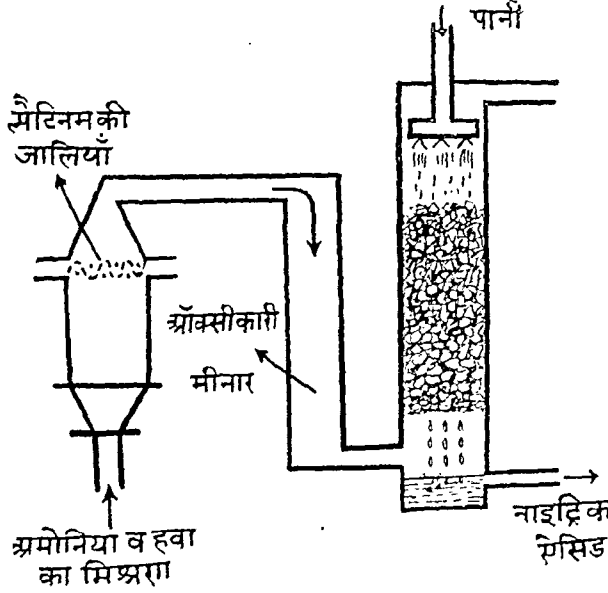 पानी
प्लैटिनम की
जालियाँ
ऑक्सीकारी
मीनार
अमोनिया व हवा
का मिश्रण
नाइट्रिक
ऐसिड